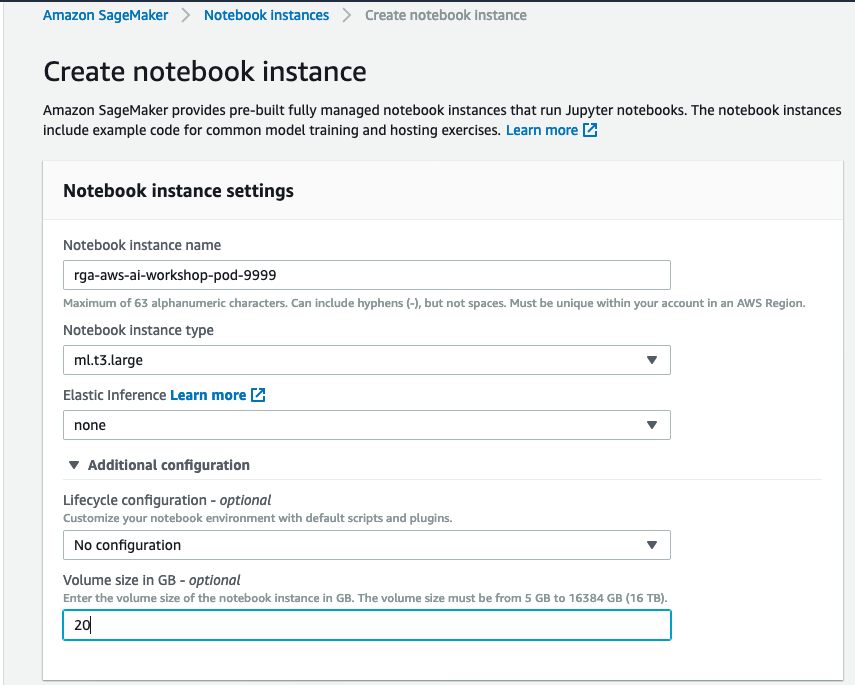 Amazon SageMaker > Notebook instances > Create notebook instance
Create notebook instance
Amazon SageMaker provides pre-built fully managed notebook instances that run Jupyter notebooks. The notebook instances
include example code for common model training and hosting exercises. Learn more
Notebook instance settings
Notebook instance name
rga-aws-ai-workshop-pod-9999
Maximum of 63 alphanumeric characters. Can include hyphens (-), but not spaces. Must be unique within your account in an AWS Region.
Notebook instance type
ml.t3.large
Elastic Inference Learn more
none
Additional configuration
Lifecycle configuration - optional
Customize your notebook environment with default scripts and plugins.
No configuration
Volume size in GB - optional
Enter the volume size of the notebook instance in GB. The volume size must be from 5 GB to 16384 GB (16 TB).
20